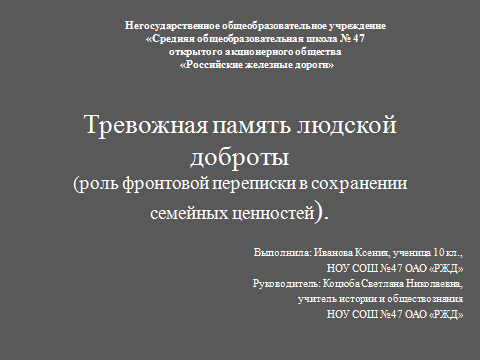 Негосударственное общеобразовательное учреждение
«Средняя общеобразовательная школа № 47
открытого акционерного общества
«Российские железные дороги»
Тревожная память людской
доброты
(роль фронтовой переписки в сохранении
семейных ценностей).
Выполнила: Иванова Ксения, ученица 10 кл.,
НОУ СОШ №47 ОАО «РЖД»
Руководитель: Коцюба Светлана Николаевна,
учитель истории и обществознания
НОУ СОШ №47 ОАО «РЖД»